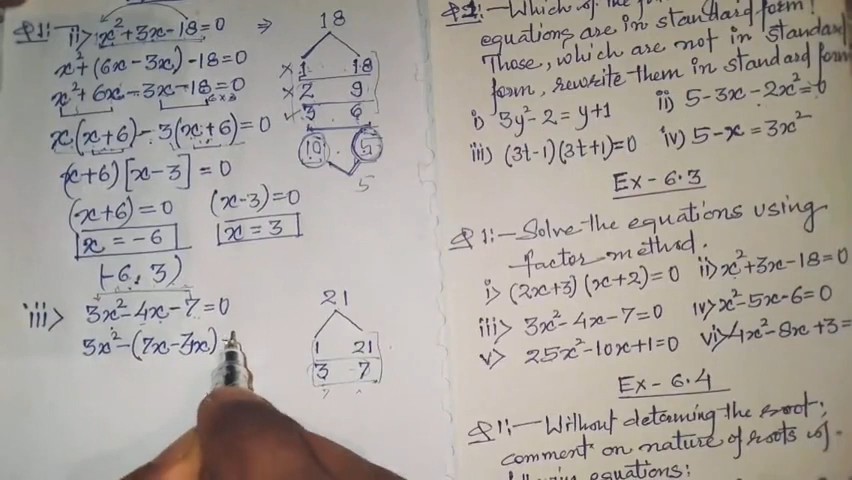 Q1:- ii> x²+3x-18=0 ⇒
x²+(6x-3x)-18=0
x²+6x-3x-18=0
6×3
x(x+6)-3(x+6)=0
(x+6)[x-3]=0
(x+6)=0 (x-3)=0
x=-6 x=3
(-6, 3)
18
× 1 18
× 2 9
✓ 3 6
5
iii> 3x²-4x-7=0
3x²-(7x-3x)-
21
1 21
3 7
Q2:- Which of the
equations are in standard form?
Those, which are not in standard
form, rewrite them in standard form
i) 3y²-2=y+1 ii) 5-3x-2x²=0
iii) (3t-1)(3t+1)=0 iv) 5-x=3x²
Ex-6.3
Q1:- Solve the equations using
factor method.
i> (2x+3)(x+2)=0 ii> x²+3x-18=0
iii> 3x²-4x-7=0 iv> x²-5x-6=0
v> 25x²-10x+1=0 vi> 4x²-8x+3=
Ex-6.4
Q1:- Without determing the root;
comment on nature of roots of
equations: